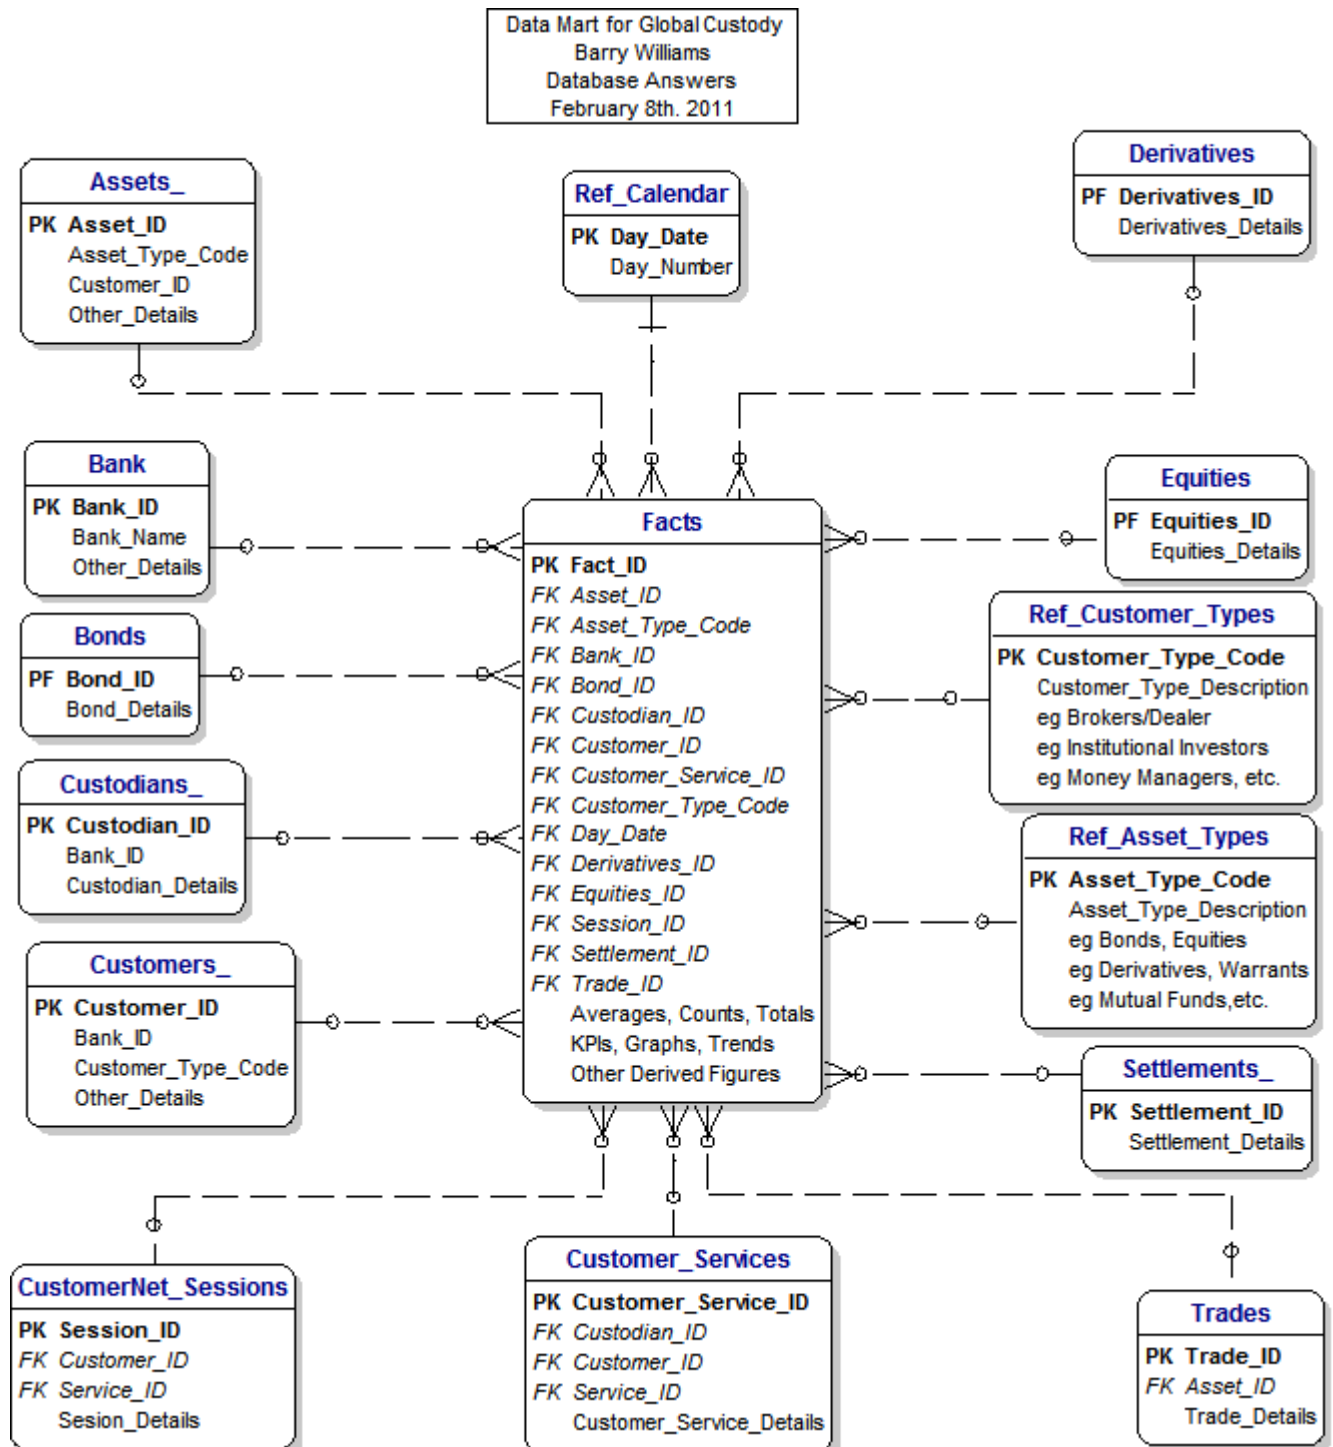 Data Mart for Global Custody
Barry Williams
Database Answers
February 8th. 2011
Assets_
PK Asset_ID
Asset_Type_Code
Customer_ID
Other_Details
Ref_Calendar
PK Day_Date
Day_Number
Derivatives
PF Derivatives_ID
Derivatives_Details
Bank
PK Bank_ID
Bank_Name
Other_Details
Bonds
PF Bond_ID
Bond_Details
Custodians_
PK Custodian_ID
Bank_ID
Custodian_Details
Customers_
PK Customer_ID
Bank_ID
Customer_Type_Code
Other_Details
Facts
PK Fact_ID
FK Asset_ID
FK Asset_Type_Code
FK Bank_ID
FK Bond_ID
FK Custodian_ID
FK Customer_ID
FK Customer_Service_ID
FK Customer_Type_Code
FK Day_Date
FK Derivatives_ID
FK Equities_ID
FK Session_ID
FK Settlement_ID
FK Trade_ID
Averages, Counts, Totals
KPIs, Graphs, Trends
Other Derived Figures
Equities
PF Equities_ID
Equities_Details
Ref_Customer_Types
PK Customer_Type_Code
Customer_Type_Description
eg Brokers/Dealer
eg Institutional Investors
eg Money Managers, etc.
Ref_Asset_Types
PK Asset_Type_Code
Asset_Type_Description
eg Bonds, Equities
eg Derivatives, Warrants
eg Mutual Funds,etc.
Settlements_
PK Settlement_ID
Settlement_Details
CustomerNet_Sessions
PK Session_ID
FK Customer_ID
FK Service_ID
Sesion_Details
Customer_Services
PK Customer_Service_ID
FK Custodian_ID
FK Customer_ID
FK Service_ID
Customer_Service_Details
Trades
PK Trade_ID
FK Asset_ID
Trade_Details